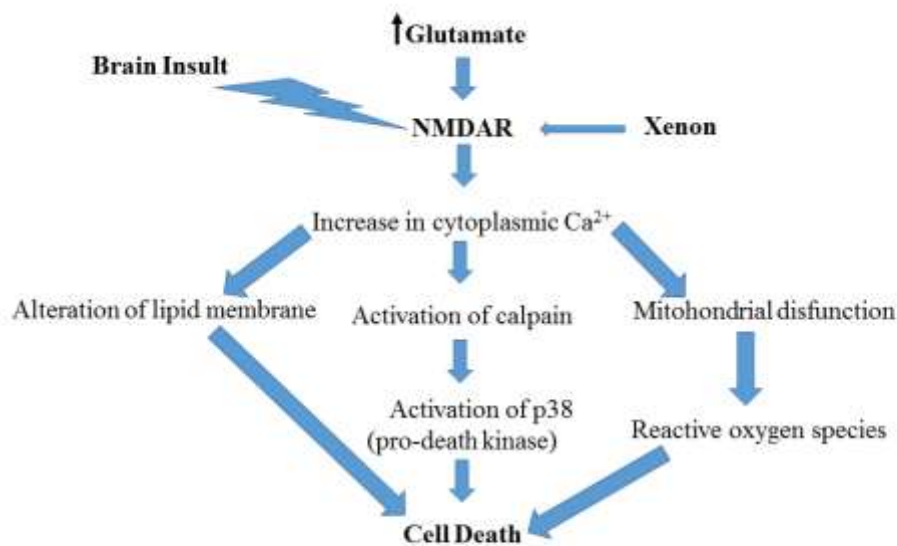 Glutamate
Brain Insult
NMDAR
Xenon
Increase in cytoplasmic Ca²⁺
Alteration of lipid membrane
Activation of calpain
Mitohondrial disfunction
Activation of p38
(pro-death kinase)
Reactive oxygen species
Cell Death